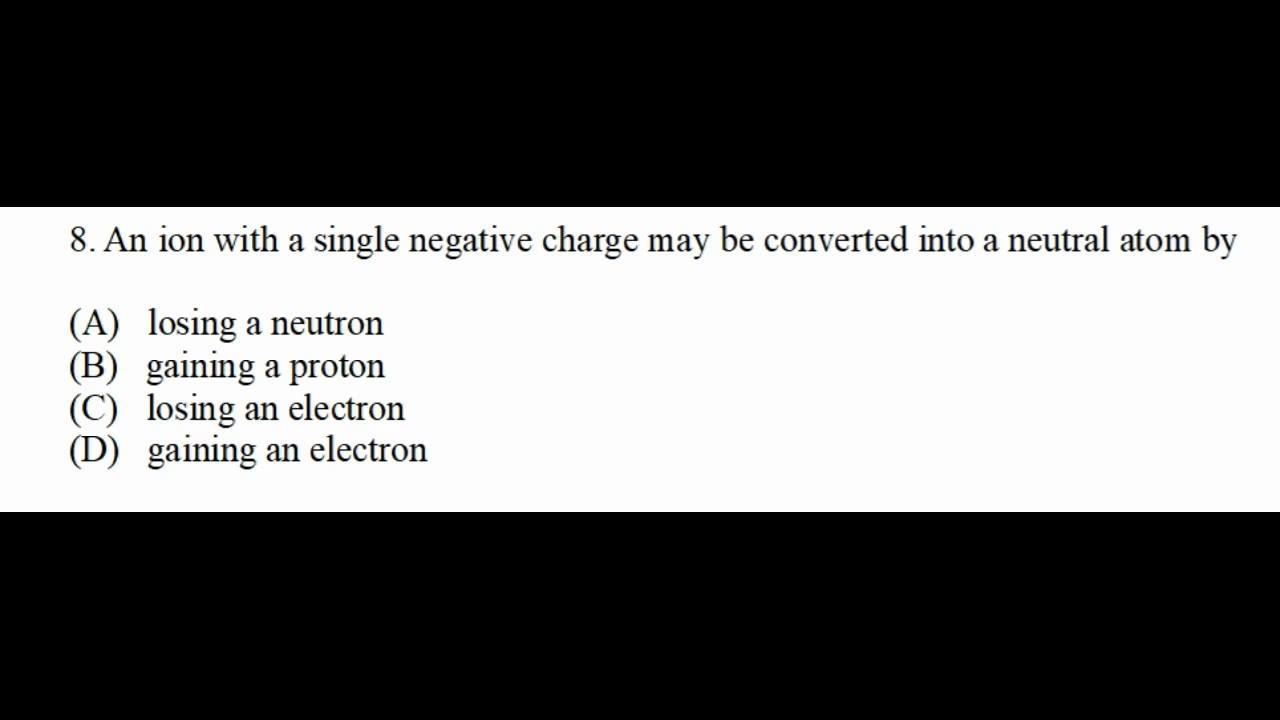 8. An ion with a single negative charge may be converted into a neutral atom by
(A) losing a neutron
(B) gaining a proton
(C) losing an electron
(D) gaining an electron